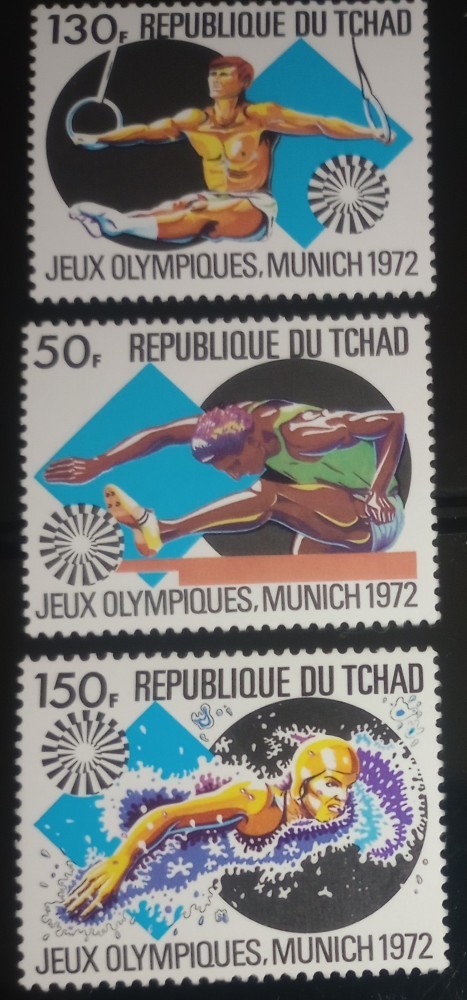 130F REPUBLIQUE DU TCHAD
JEUX OLYMPIQUES, MUNICH 1972
50F REPUBLIQUE DU TCHAD
JEUX OLYMPIQUES, MUNICH 1972
150F REPUBLIQUE DU TCHAD
JEUX OLYMPIQUES, MUNICH 1972